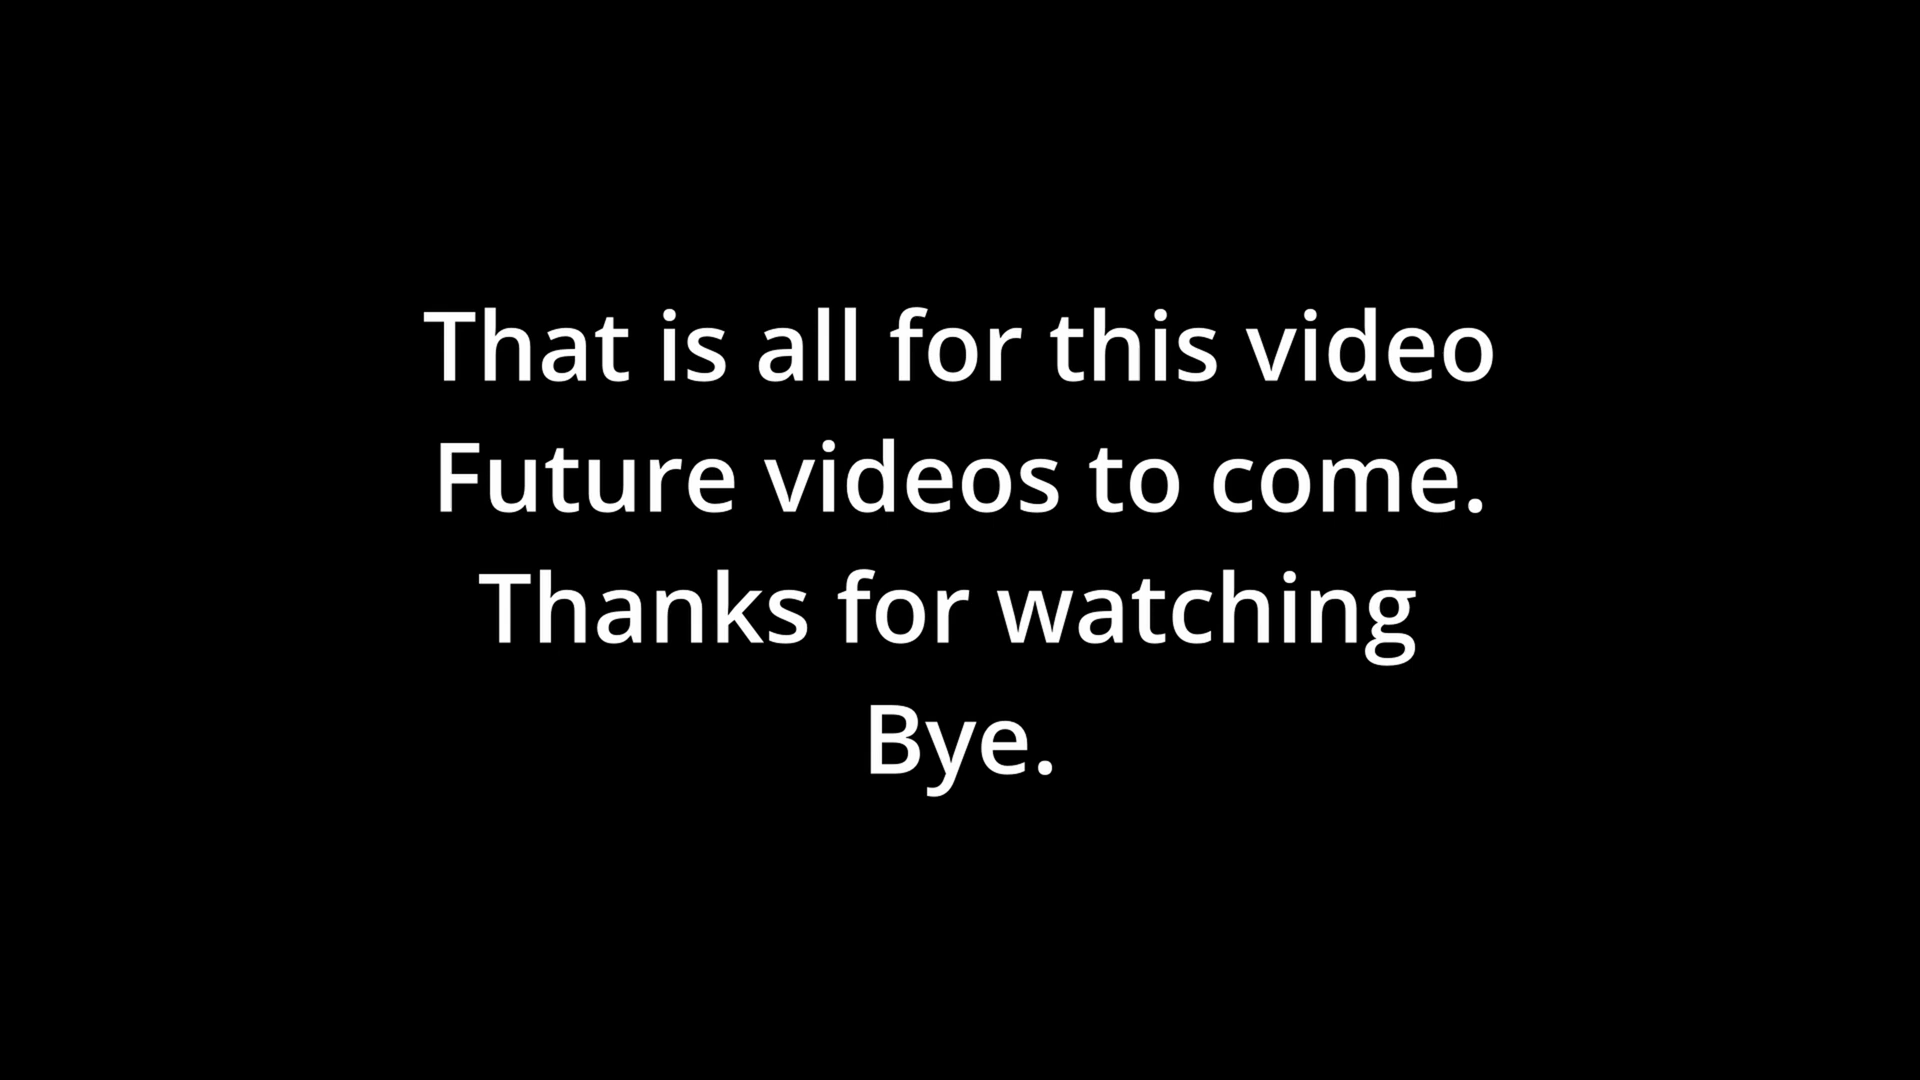 That is all for this video
Future videos to come.
Thanks for watching
Bye.